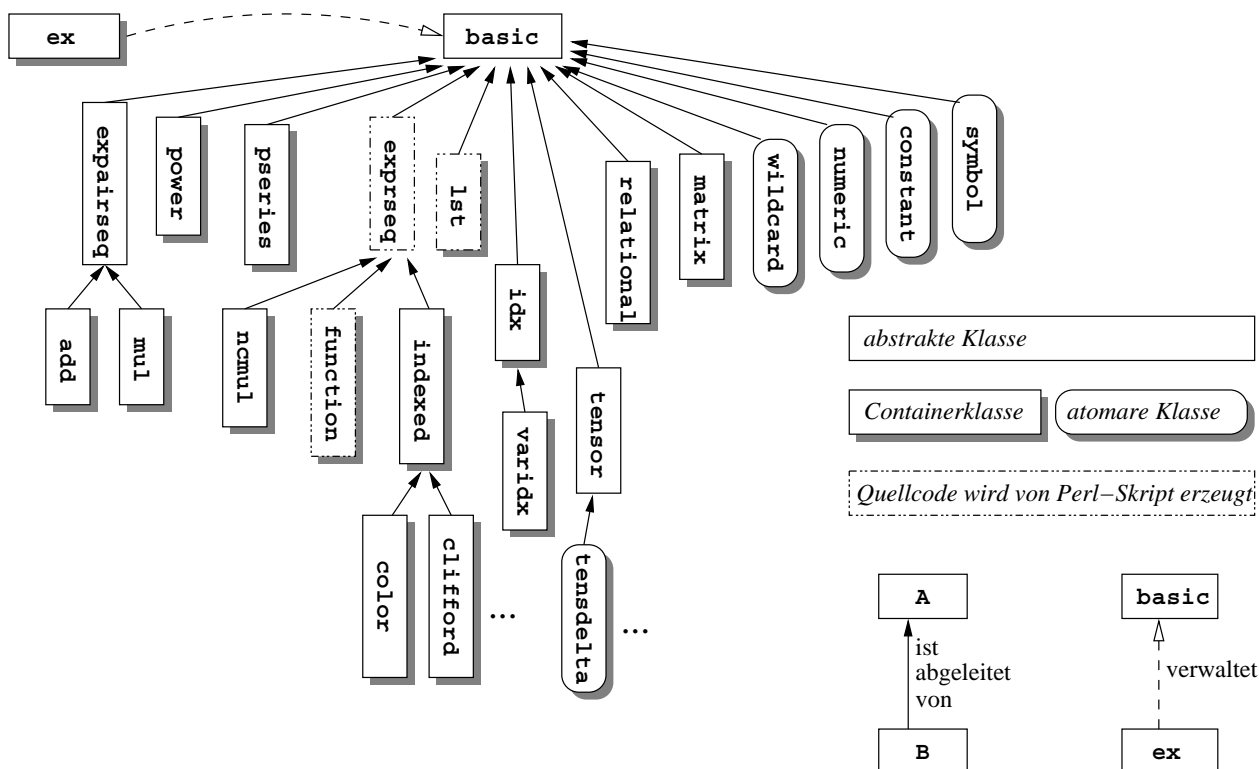 ex
basic
expairseq
power
pseries
exprseq
lst
relational
matrix
wildcard
numeric
constant
symbol
add
mul
ncmul
function
indexed
idx
varidx
tensor
color
clifford
...
tensdelta
...
abstrakte Klasse
Containerklasse
atomare Klasse
Quellcode wird von Perl−Skript erzeugt
A
ist
abgeleitet
von
B
basic
verwaltet
ex